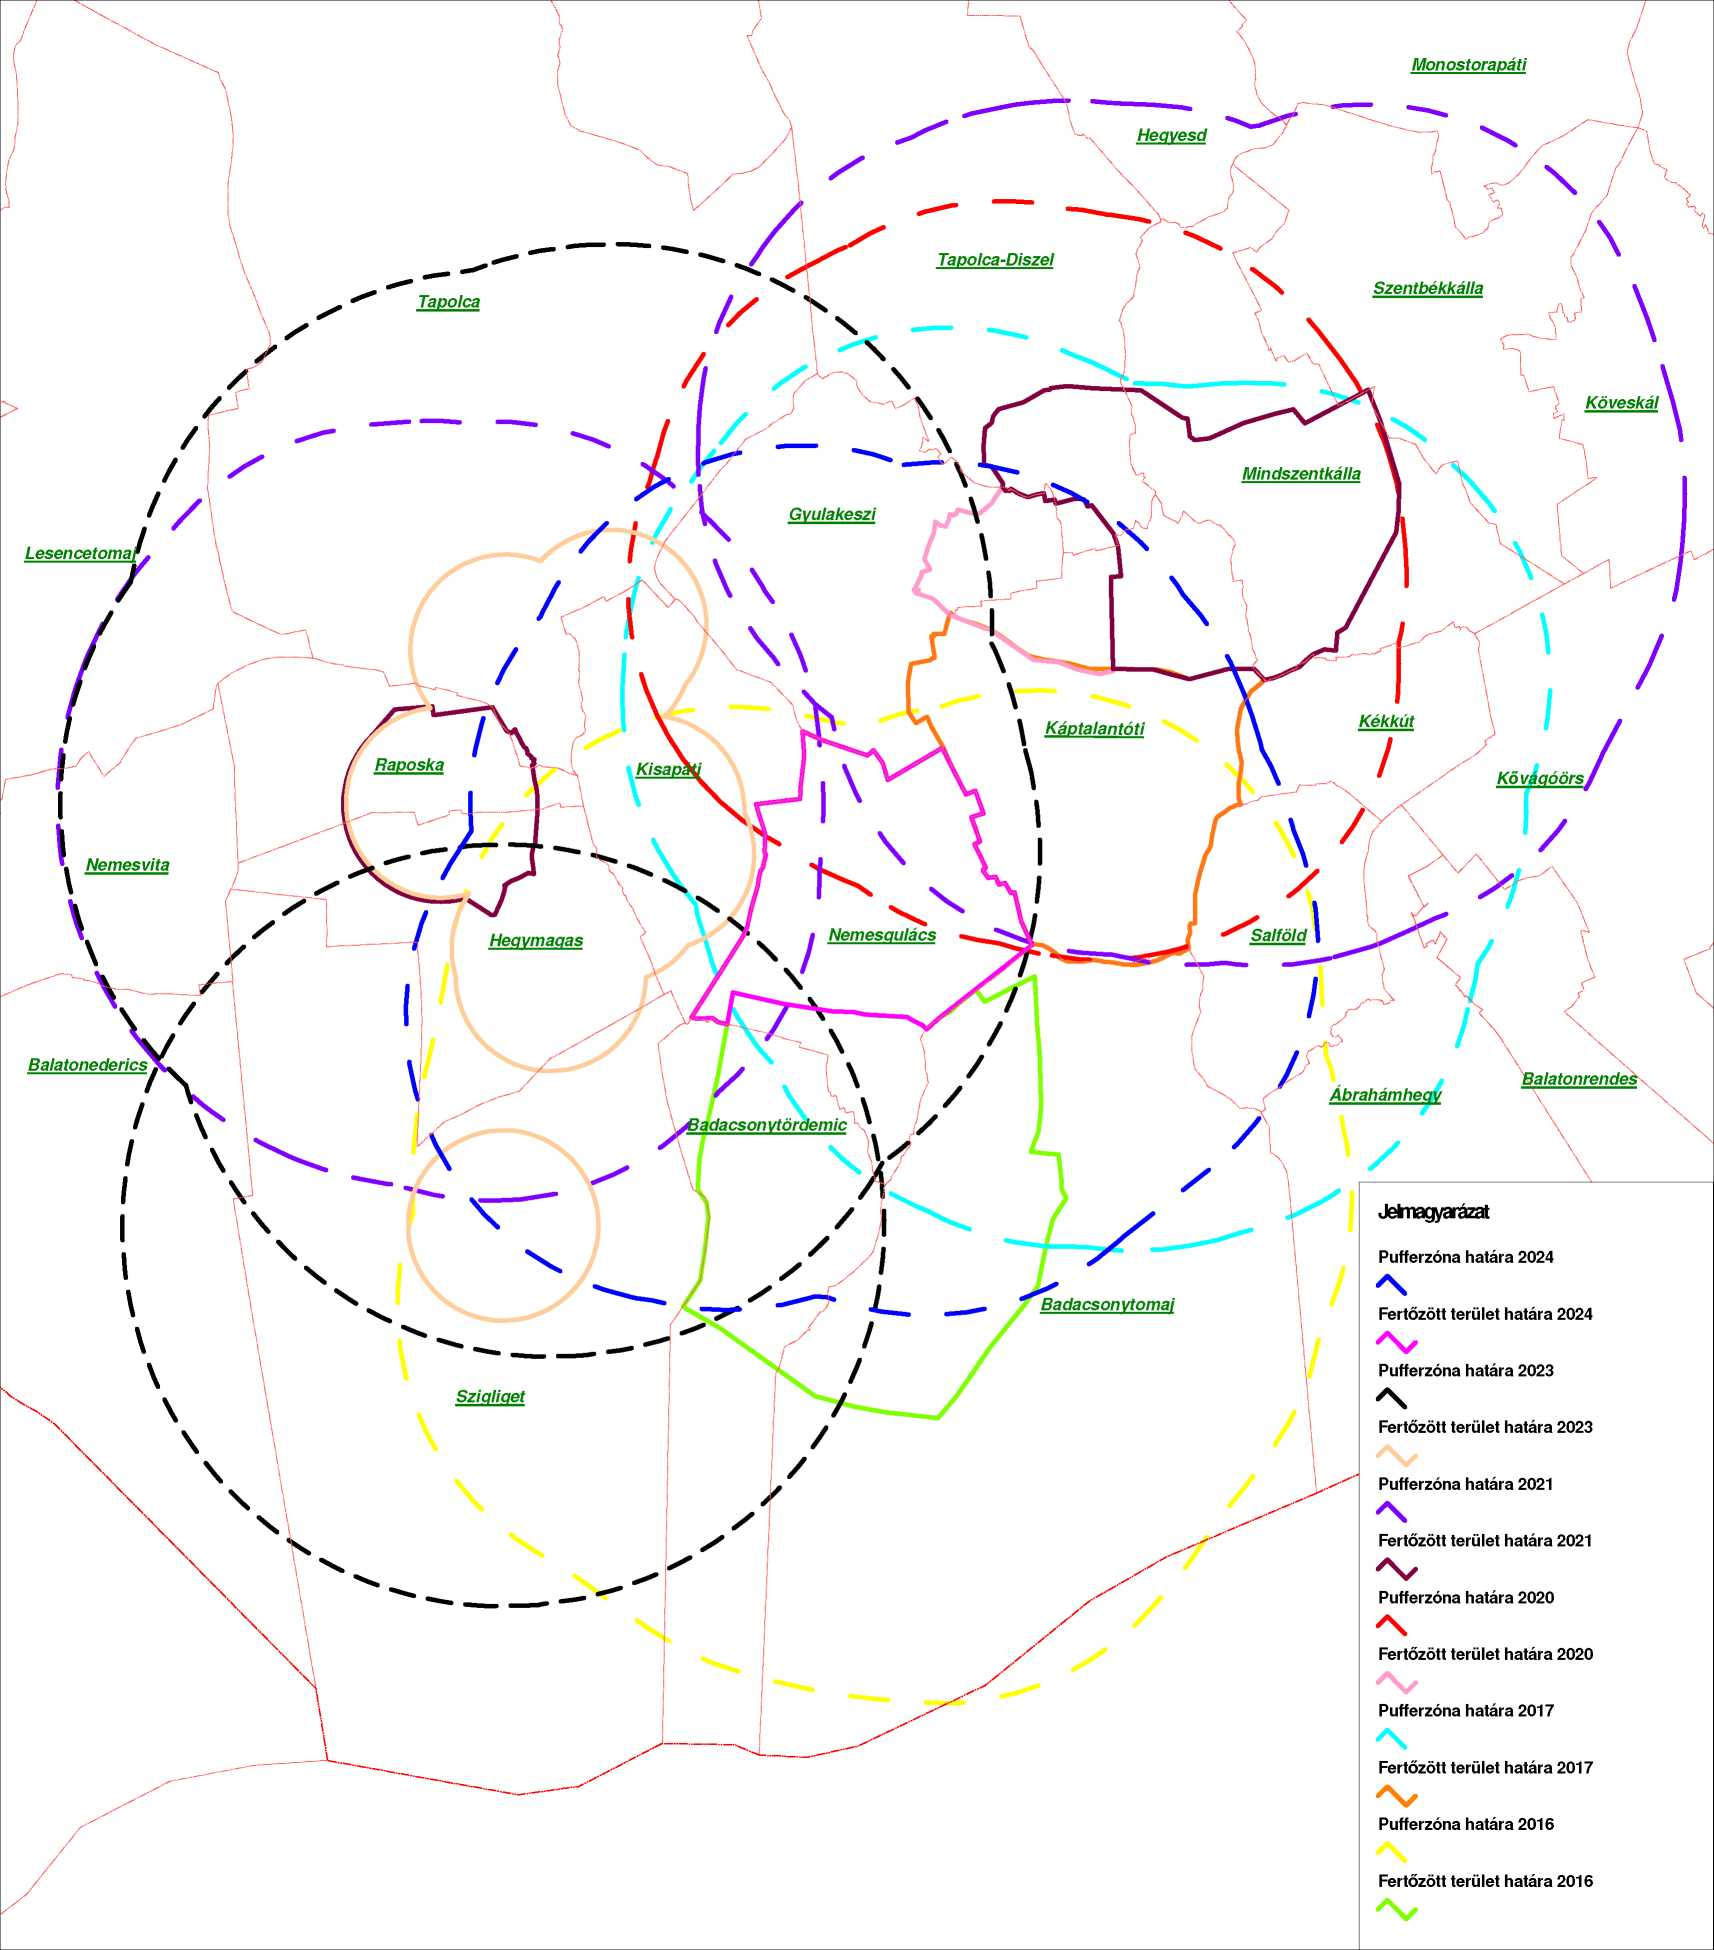 Monostorapáti
Hegyesd
Tapolca-Diszel
Szentbékkálla
Tapolca
Köveskál
Mindszentkálla
Gyulakeszi
Lesencetomaj
Káptalantóti
Kékkút
Raposka
Kisapáti
Kővágóörs
Nemesvita
Hegymagas
Nemesgulács
Salföld
Balatonederics
Balatonrendes
Ábrahámhegy
Badacsonytördemic
Badacsonytomaj
Szigliget
Jelmagyarázat
Pufferzóna határa 2024
Fertőzött terület határa 2024
Pufferzóna határa 2023
Fertőzött terület határa 2023
Pufferzóna határa 2021
Fertőzött terület határa 2021
Pufferzóna határa 2020
Fertőzött terület határa 2020
Pufferzóna határa 2017
Fertőzött terület határa 2017
Pufferzóna határa 2016
Fertőzött terület határa 2016